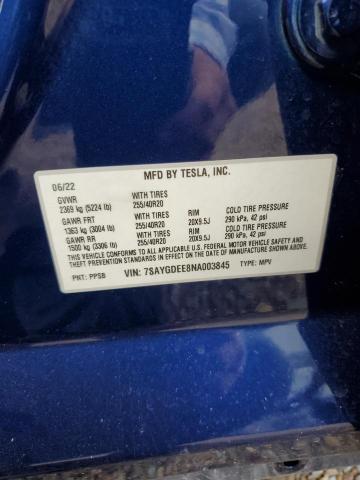 MFD BY TESLA, INC.
06/22
GVWR WITH TIRES
2369 kg (5224 lb) 255/40R20
GAWR FRT WITH TIRES RIM COLD TIRE PRESSURE
1363 kg (3004 lb) 255/40R20 20X9.5J 290 kPa, 42 psi
GAWR RR WITH TIRES RIM COLD TIRE PRESSURE
1500 kg (3306 lb) 255/40R20 20X9.5J 290 kPa, 42 psi
THIS VEHICLE CONFORMS TO ALL APPLICABLE U.S. FEDERAL MOTOR VEHICLE SAFETY AND
THEFT PREVENTION STANDARDS IN EFFECT ON THE DATE OF MANUFACTURE
SHOWN ABOVE.
PNT: PPSB VIN: 7SAYGDEE8NA003845 TYPE: MPV